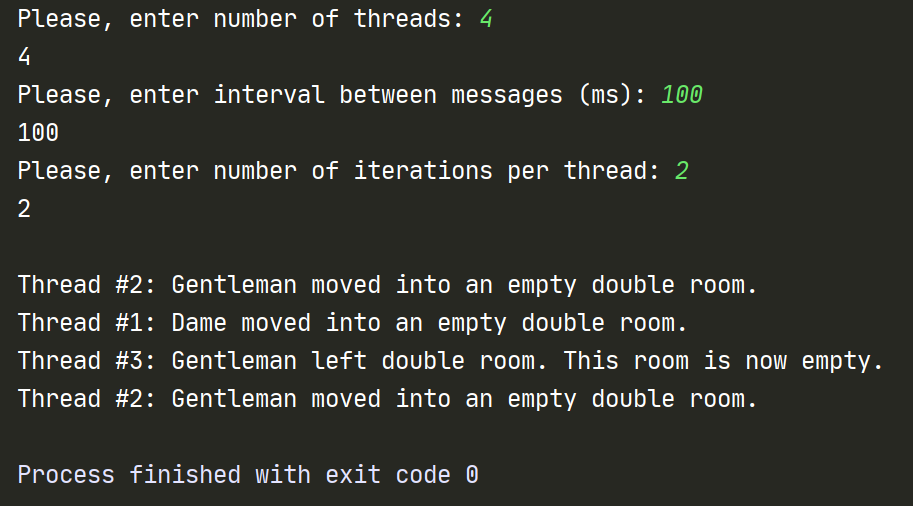 Please, enter number of threads: 4
4
Please, enter interval between messages (ms): 100
100
Please, enter number of iterations per thread: 2
2
Thread #2: Gentleman moved into an empty double room.
Thread #1: Dame moved into an empty double room.
Thread #3: Gentleman left double room. This room is now empty.
Thread #2: Gentleman moved into an empty double room.
Process finished with exit code 0